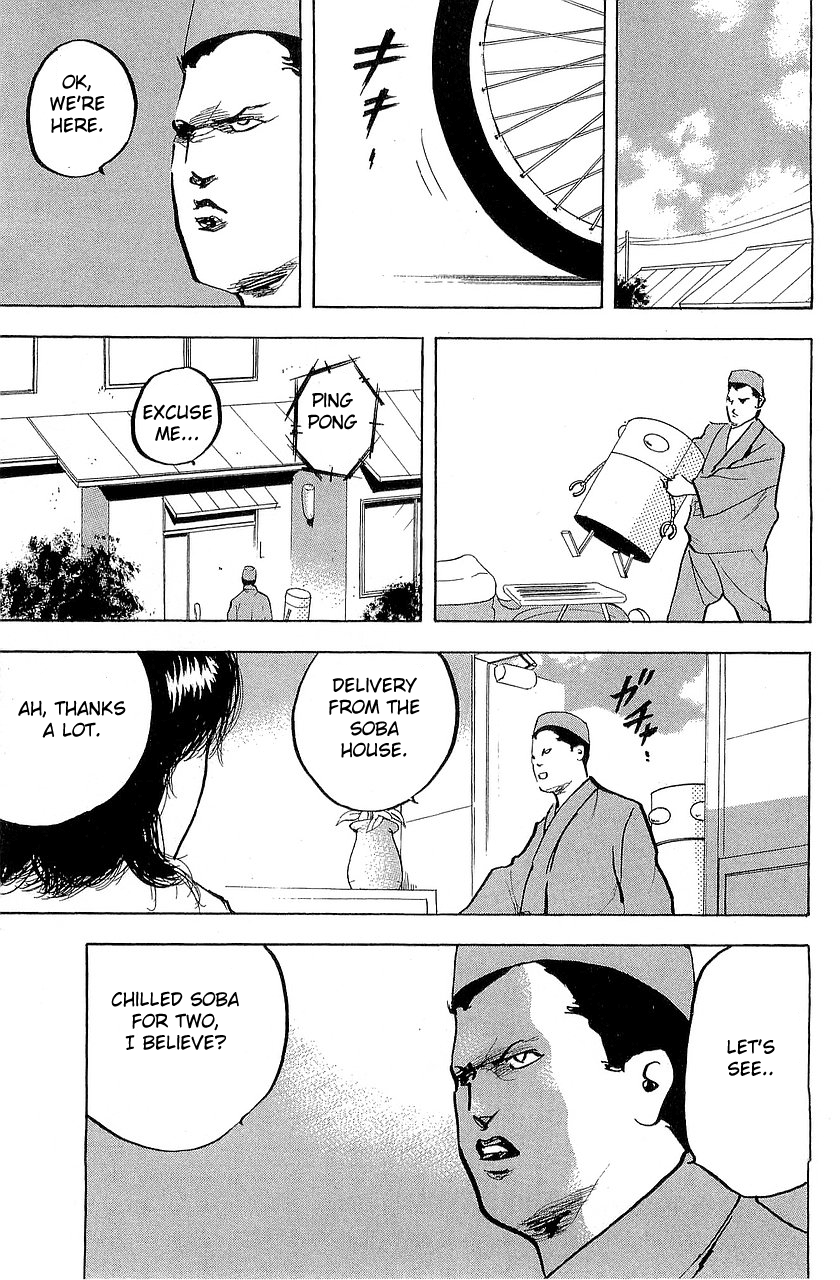 キキ、
OK,
WE'RE
HERE.
PING
PONG
EXCUSE
ME...
ガチャ、
DELIVERY
FROM THE
SOBA
HOUSE.
AH, THANKS
A LOT.
LET'S
SEE..
CHILLED SOBA
FOR TWO,
I BELIEVE?